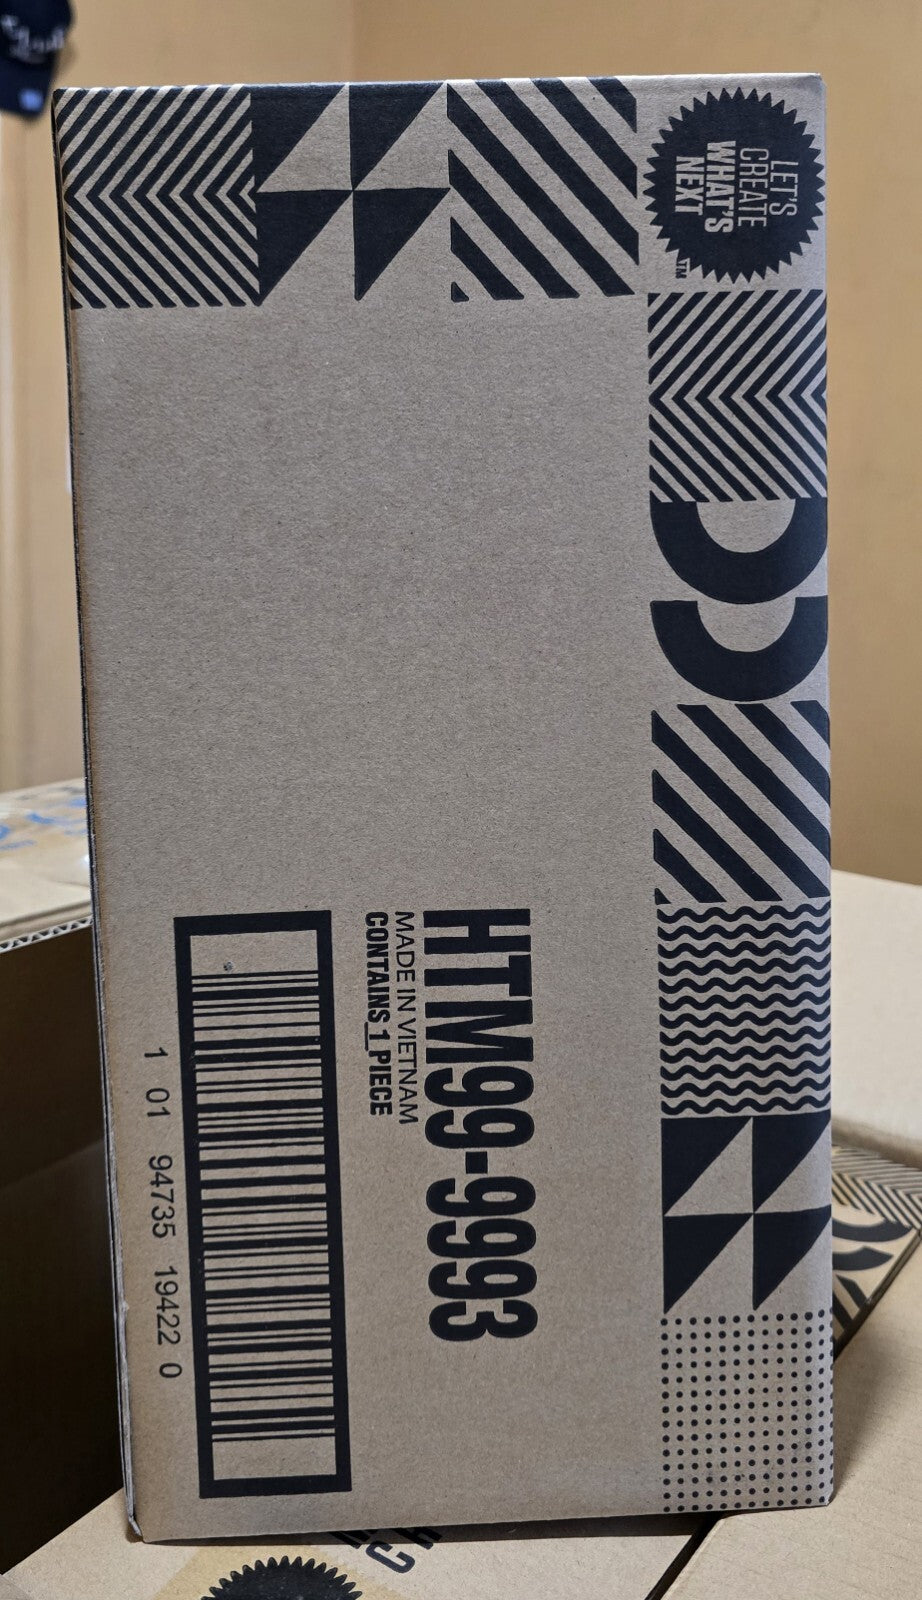 LET'S
CREATE
WHAT'S
NEXT
TM
HTM99-9993
MADE IN VIETNAM
CONTAINS 1 PIECE
1 01 94735 19422 0